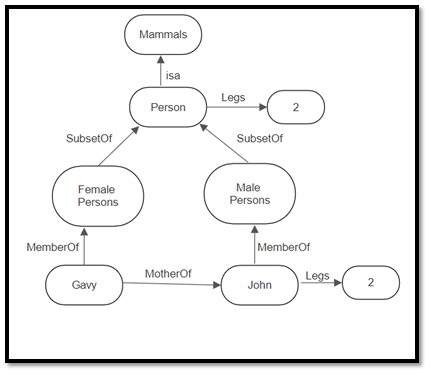 Mammals
isa
Person
Legs
2
SubsetOf
SubsetOf
Female
Persons
Male
Persons
MemberOf
MemberOf
Gavy
MotherOf
John
Legs
2